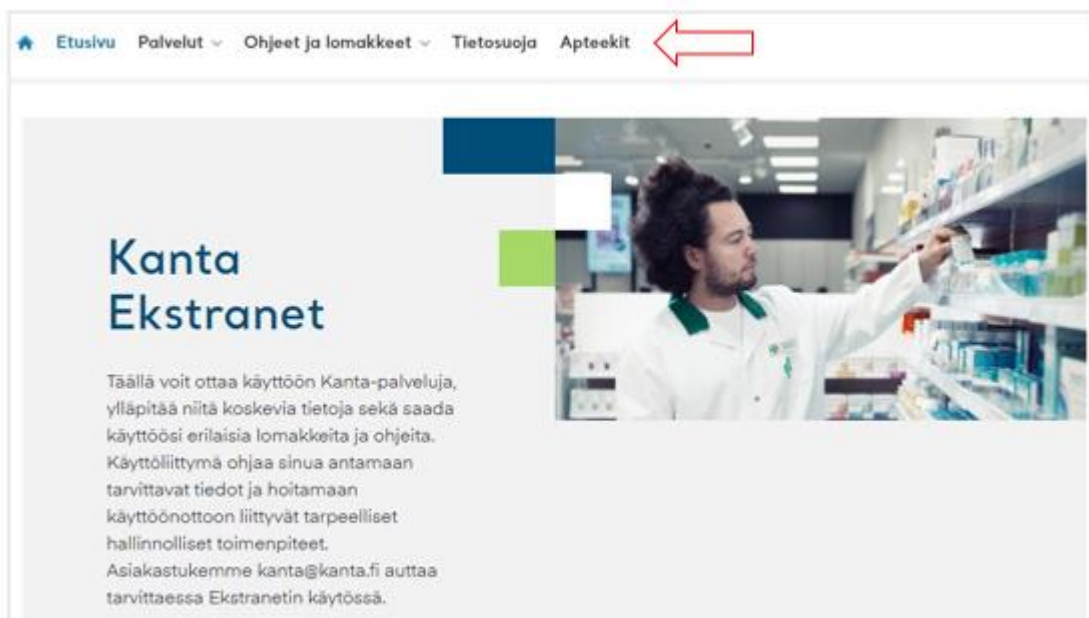 Etusivu Palvelut Ohjeet ja lomakkeet Tietosuoja Apteekit
Kanta
Ekstranet
Täällä voit ottaa käyttöön Kanta-palveluja,
ylläpitää niitä koskevia tietoja sekä saada
käyttöösi erilaisia lomakkeita ja ohjeita.
Käyttöliittymä ohjaa sinua antamaan
tarvittavat tiedot ja hoitamaan
käyttöönottoon liittyvät tarpeelliset
hallinnolliset toimenpiteet.
Asiakastukemme kanta@kanta.fi auttaa
tarvittaessa Ekstranetin käytössä.